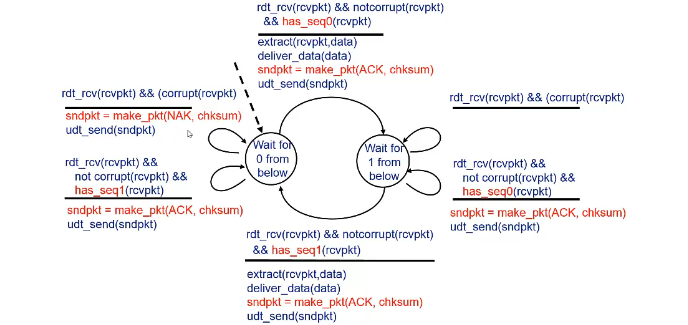 rdt_rcv(rcvpkt) && notcorrupt(rcvpkt)
&& has_seq0(rcvpkt)
extract(rcvpkt,data)
deliver_data(data)
sndpkt = make_pkt(ACK, chksum)
udt_send(sndpkt)
rdt_rcv(rcvpkt) && (corrupt(rcvpkt)
sndpkt = make_pkt(NAK, chksum)
udt_send(sndpkt)
rdt_rcv(rcvpkt) &&
not corrupt(rcvpkt) &&
has_seq1(rcvpkt)
sndpkt = make_pkt(ACK, chksum)
udt_send(sndpkt)
Wait for
0 from
below
Wait for
1 from
below
rdt_rcv(rcvpkt) && (corrupt(rcvpkt)
rdt_rcv(rcvpkt) &&
not corrupt(rcvpkt) &&
has_seq0(rcvpkt)
sndpkt = make_pkt(ACK, chksum)
udt_send(sndpkt)
rdt_rcv(rcvpkt) && notcorrupt(rcvpkt)
&& has_seq1(rcvpkt)
extract(rcvpkt,data)
deliver_data(data)
sndpkt = make_pkt(ACK, chksum)
udt_send(sndpkt)